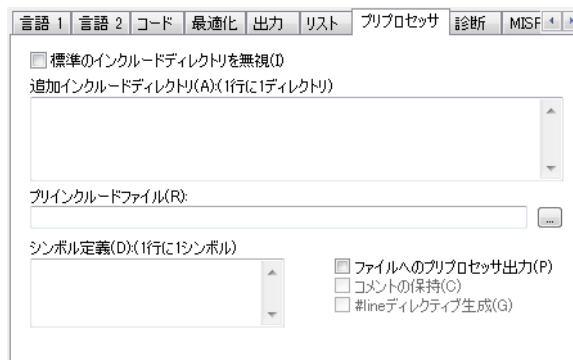 言語 1 言語 2 コード 最適化 出力 リスト プリプロセッサ 診断
標準のインクルードディレクトリを無視(I)
追加インクルードディレクトリ(A):(1行に1ディレクトリ)
プリインクルードファイル(R):
...
シンボル定義(D):(1行に1シンボル)
ファイルへのプリプロセッサ出力(P)
コメントの保持(C)
#lineディレクティブ生成(G)